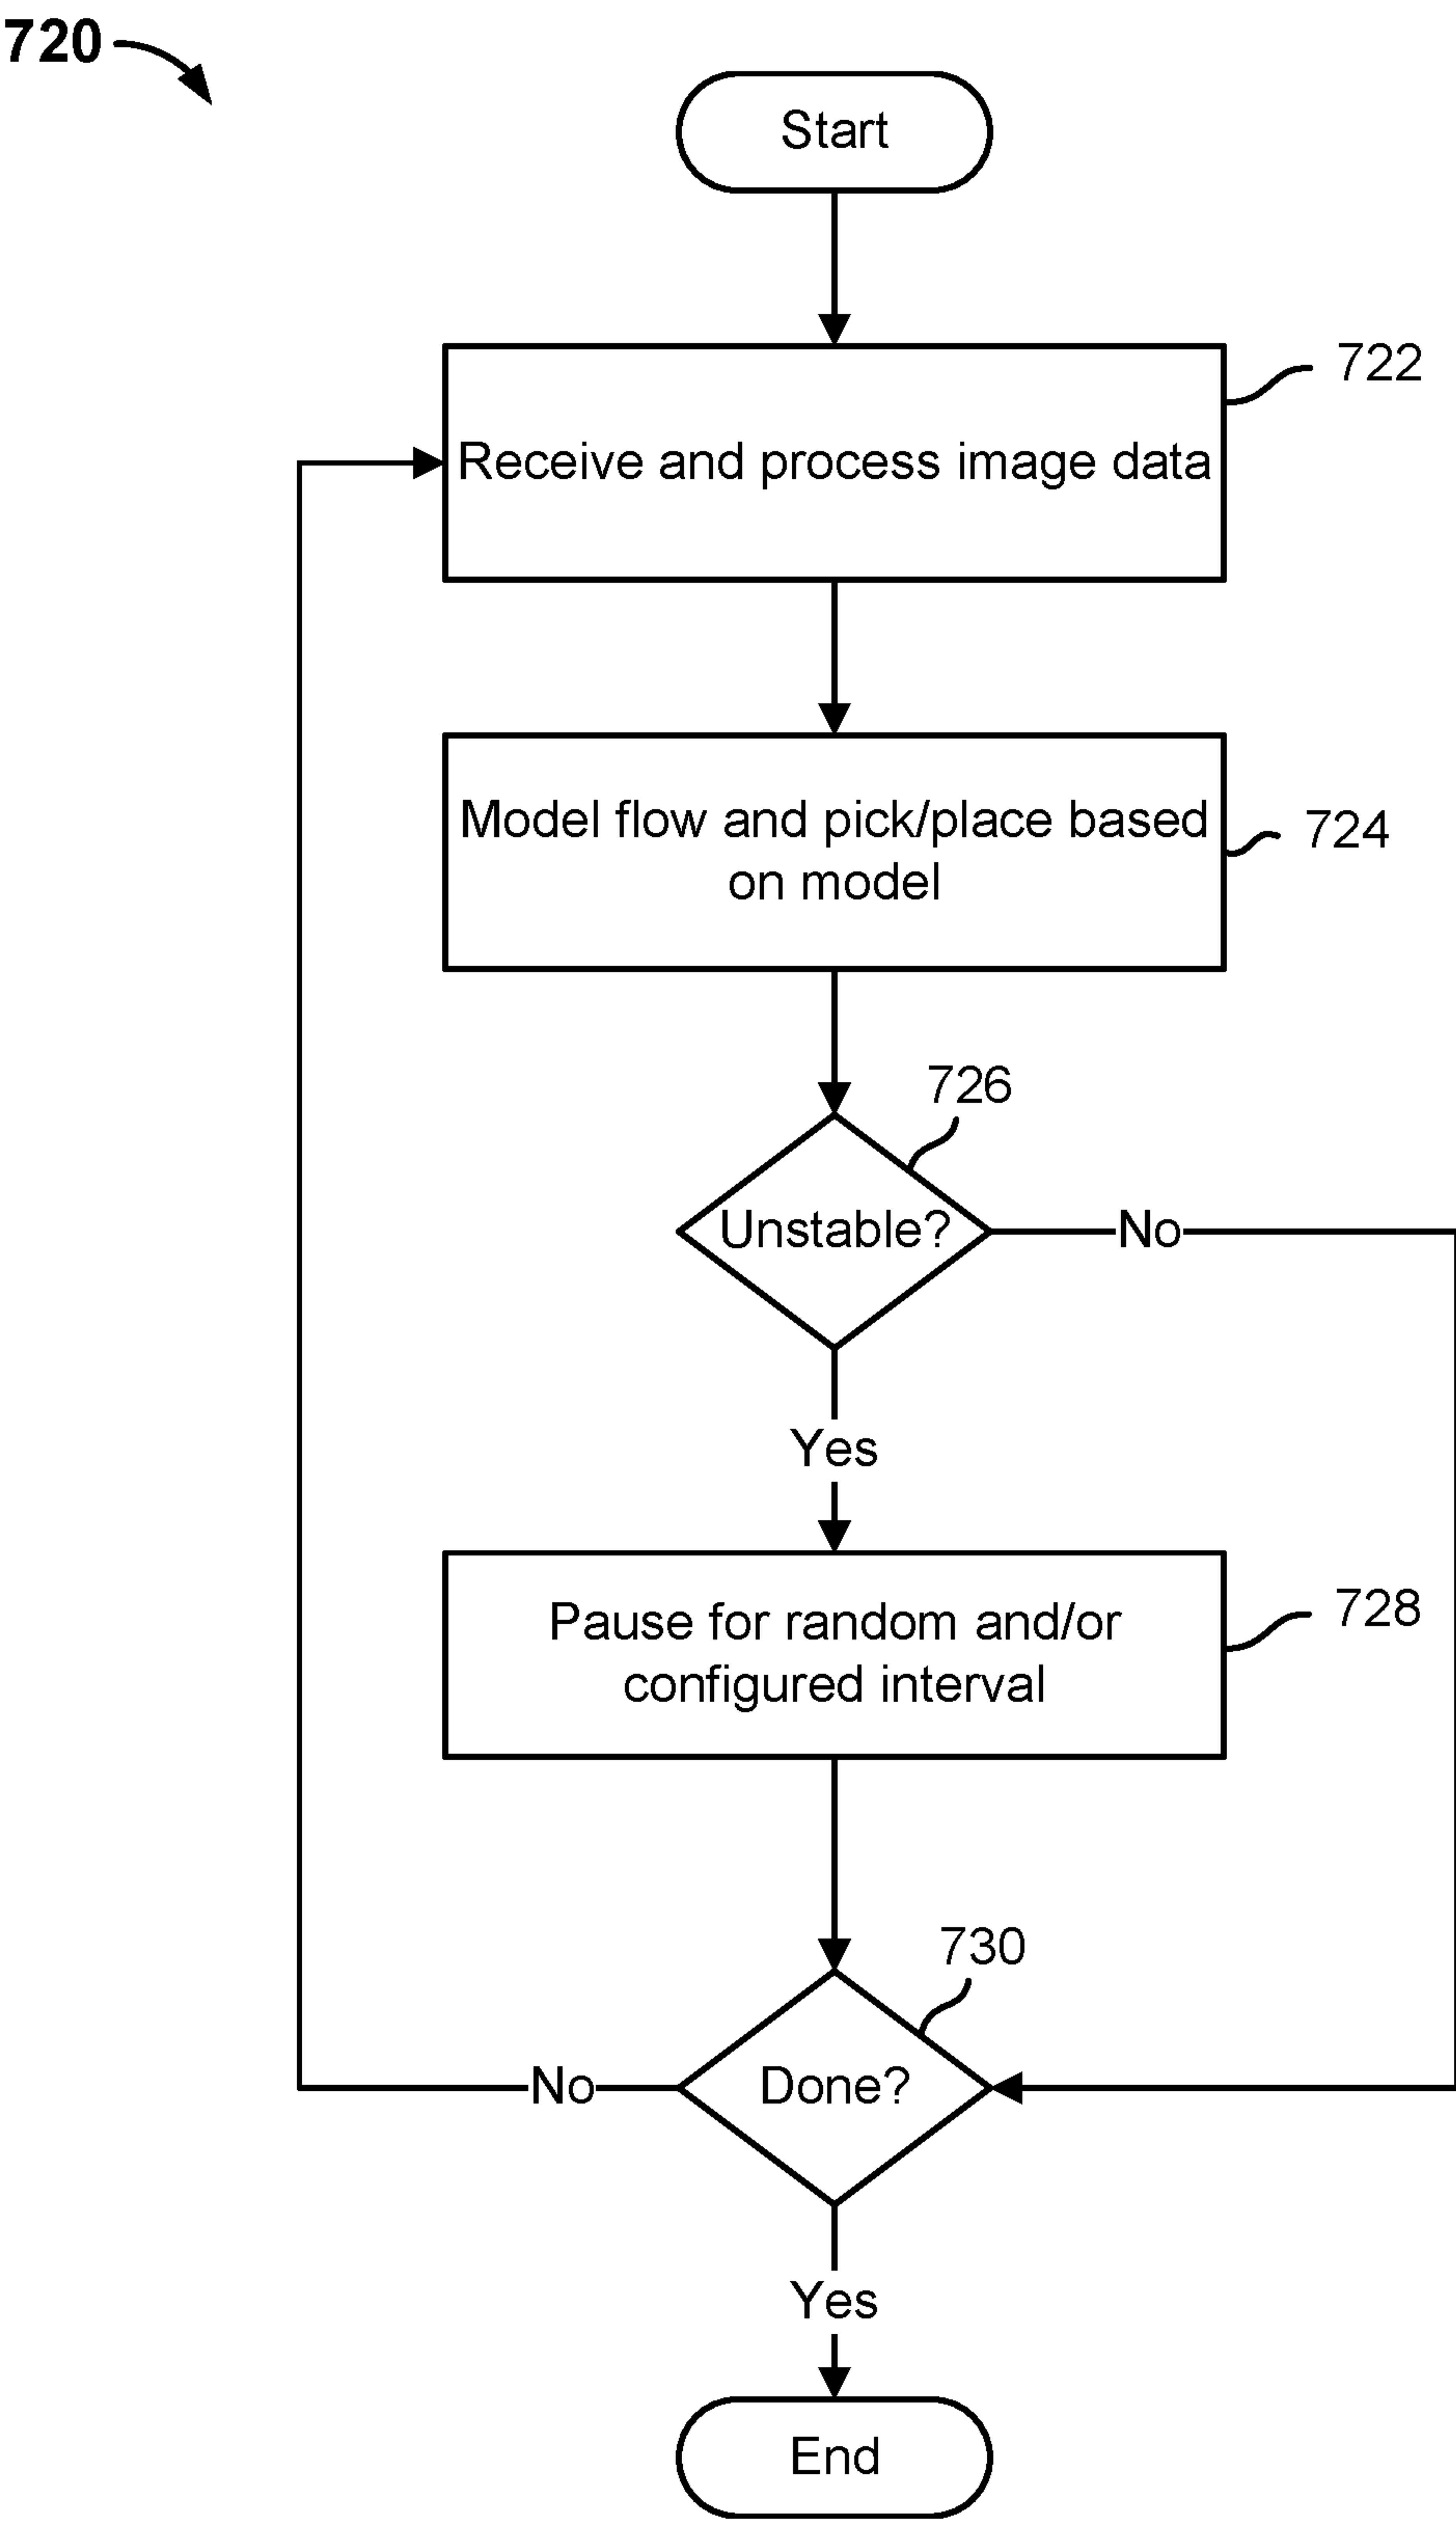 720
Start
722
Receive and process image data
Model flow and pick/place based
on model
724
726
Unstable?
No
Yes
Pause for random and/or
configured interval
728
730
Done?
No
Yes
End